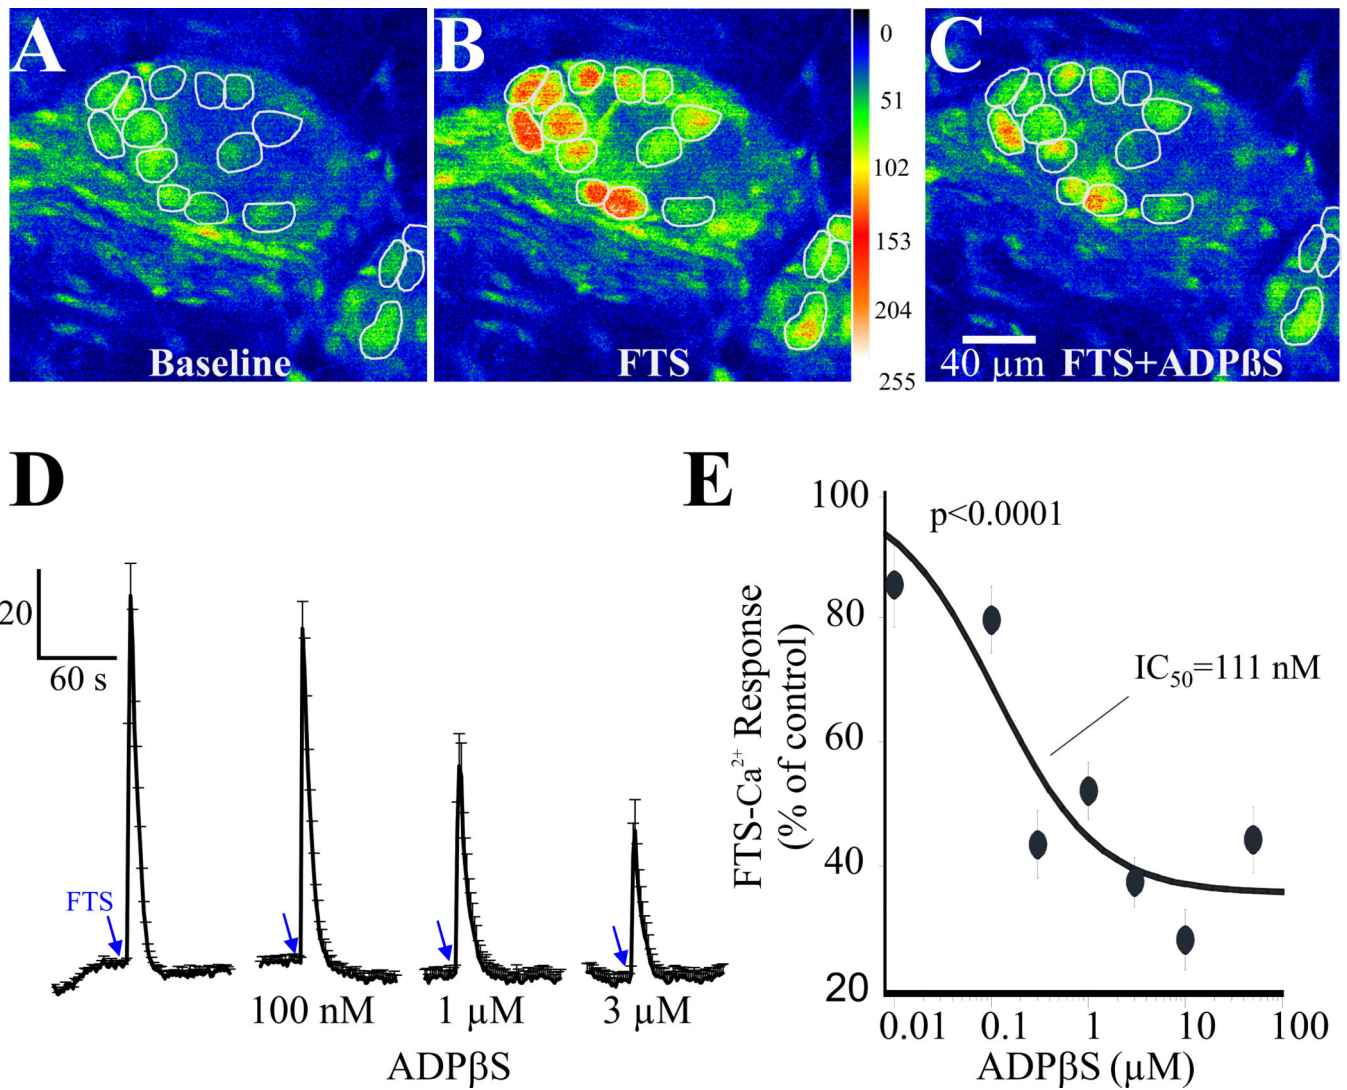 A
Baseline
B
FTS
0
51
102
153
204
255
C
40 µm
FTS+ADPßS
D
20
60 s
FTS
100 nM
1 µM
3 µM
ADPβS
E
100
80
60
40
20
p<0.0001
IC₅₀=111 nM
FTS-Ca²⁺ Response
(% of control)
0.01
0.1
1
10
100
ADPβS (µM)